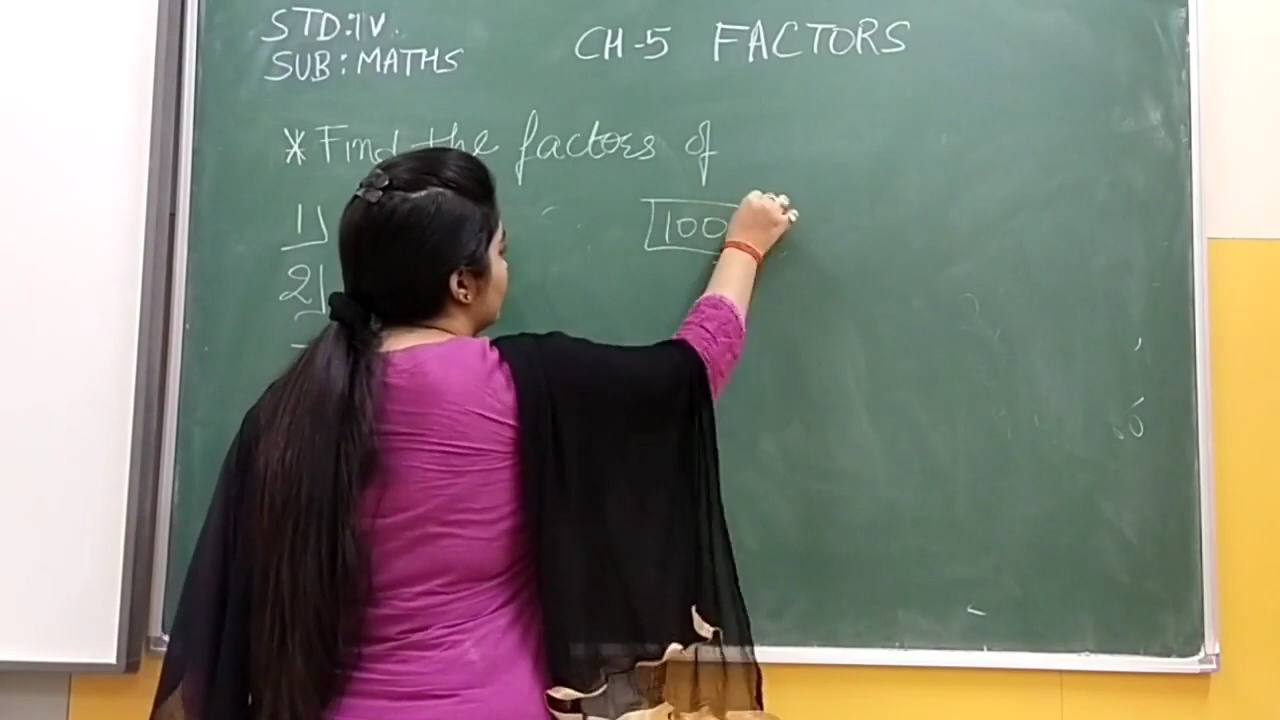 STD:IV.
SUB: MATHS
CH-5 FACTORS
* Find the factors of
1)
100
2)